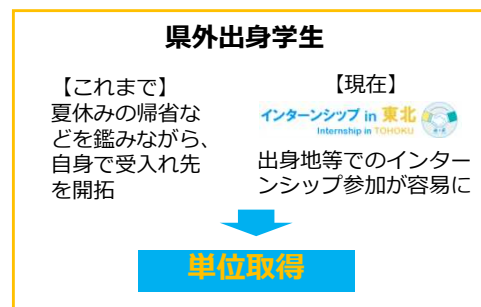 県外出身学生
【これまで】
夏休みの帰省な
どを鑑みながら、
自身で受入れ先
を開拓
【現在】
インターンシップ in 東北
Internship in TOHOKU
出身地等でのインター
ンシップ参加が容易に
単位取得